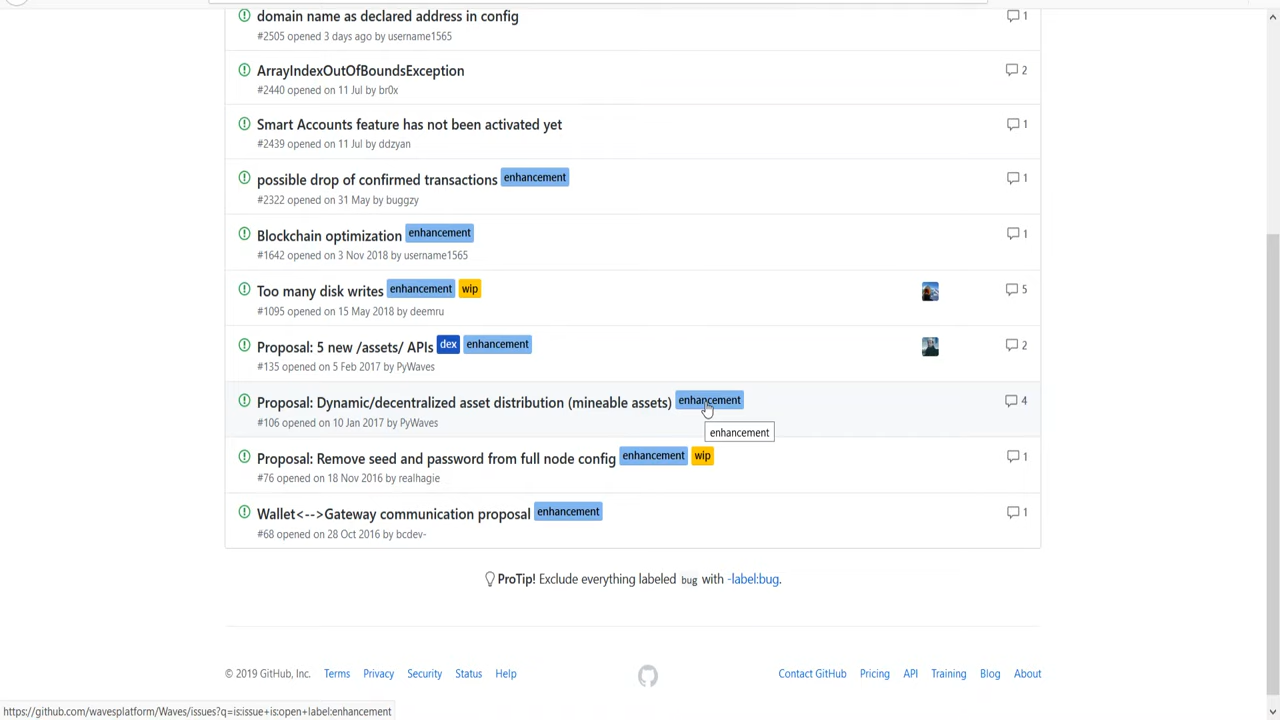 domain name as declared address in config 1
#2505 opened 3 days ago by username1565
ArrayIndexOutOfBoundsException 2
#2440 opened on 11 Jul by br0x
Smart Accounts feature has not been activated yet 1
#2439 opened on 11 Jul by ddzyan
possible drop of confirmed transactions enhancement 1
#2322 opened on 31 May by buggzy
Blockchain optimization enhancement 1
#1642 opened on 3 Nov 2018 by username1565
Too many disk writes enhancement wip 5
#1095 opened on 15 May 2018 by deemru
Proposal: 5 new /assets/ APIs dex enhancement 2
#135 opened on 5 Feb 2017 by PyWaves
Proposal: Dynamic/decentralized asset distribution (mineable assets) enhancement 4
#106 opened on 10 Jan 2017 by PyWaves
enhancement
Proposal: Remove seed and password from full node config enhancement wip 1
#76 opened on 18 Nov 2016 by realhagie
Wallet<-->Gateway communication proposal enhancement 1
#68 opened on 28 Oct 2016 by bcdev-
ProTip! Exclude everything labeled bug with -label:bug.
© 2019 GitHub, Inc. Terms Privacy Security Status Help Contact GitHub Pricing API Training Blog About
https://github.com/wavesplatform/Waves/issues?q=is:issue+is:open+label:enhancement